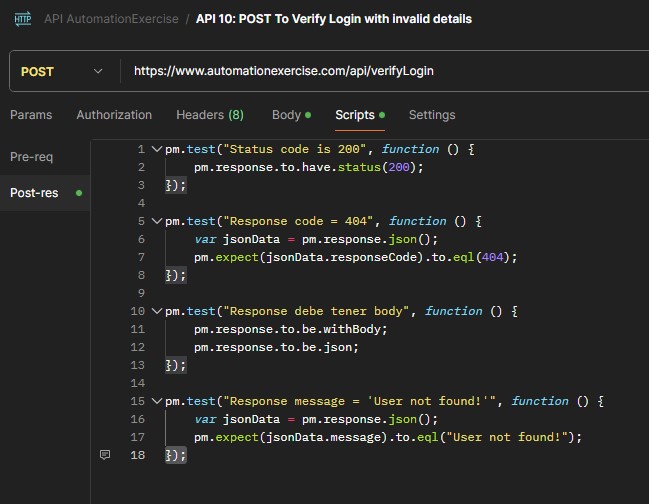 HTTP API AutomationExercise / API 10: POST To Verify Login with invalid details
POST https://www.automationexercise.com/api/verifyLogin
Params Authorization Headers (8) Body Scripts Settings
Pre-req
Post-res
1 pm.test("Status code is 200", function () {
2 pm.response.to.have.status(200);
3 });
4
5 pm.test("Response code = 404", function () {
6 var jsonData = pm.response.json();
7 pm.expect(jsonData.responseCode).to.eql(404);
8 });
9
10 pm.test("Response debe tener body", function () {
11 pm.response.to.be.withBody;
12 pm.response.to.be.json;
13 });
14
15 pm.test("Response message = 'User not found!'", function () {
16 var jsonData = pm.response.json();
17 pm.expect(jsonData.message).to.eql("User not found!");
18 });